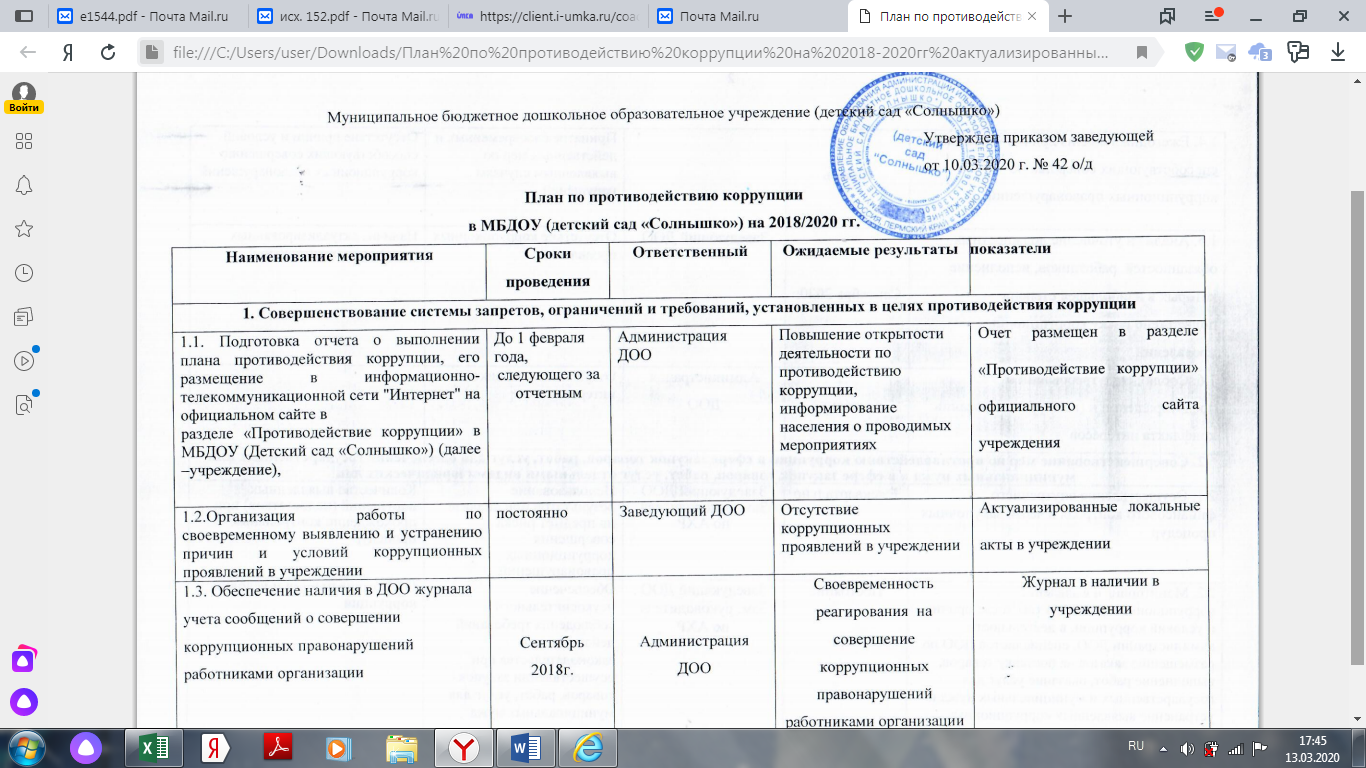 e1544.pdf - Почта Mail.ru
исх. 152.pdf - Почта Mail.ru
https://client.i-umka.ru/coac
Почта Mail.ru
План по противодейств
file:///C:/Users/user/Downloads/План%20по%20противодействию%20коррупции%20на%202018-2020гг%20актуализированны...
Войти
Муниципальное бюджетное дошкольное образовательное учреждение (детский сад «Солнышко»)
Утвержден приказом заведующей
от 10.03.2020 г. № 42 о/д
(детский
сад
"Солнышко")
План по противодействию коррупции
в МБДОУ (детский сад «Солнышко») на 2018/2020 гг.
Наименование мероприятия
Сроки
проведения
Ответственный
Ожидаемые результаты
показатели
1. Совершенствование системы запретов, ограничений и требований, установленных в целях противодействия коррупции
1.1. Подготовка отчета о выполнении
плана противодействия коррупции, его
размещение в информационно-
телекоммуникационной сети "Интернет" на
официальном сайте в
разделе «Противодействие коррупции» в
МБДОУ (Детский сад «Солнышко») (далее
–учреждение),
До 1 февраля
года,
следующего за
отчетным
Администрация
ДОО
Повышение открытости
деятельности по
противодействию
коррупции,
информирование
населения о проводимых
мероприятиях
Очет размещен в разделе
«Противодействие коррупции»
официального сайта
учреждения
1.2.Организация работы по
своевременному выявлению и устранению
причин и условий коррупционных
проявлений в учреждении
постоянно
Заведующий ДОО
Отсутствие
коррупционных
проявлений в учреждении
Актуализированные локальные
акты в учреждении
1.3. Обеспечение наличия в ДОО журнала
учета сообщений о совершении
коррупционных правонарушений
работниками организации
Сентябрь
2018г.
Администрация
ДОО
Своевременность
реагирования на
совершение
коррупционных
правонарушений
работниками организации
Журнал в наличии в
учреждении
RU
17:45
13.03.2020